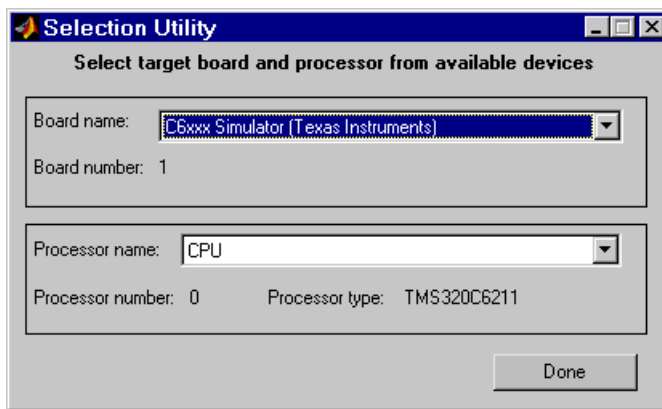 Selection Utility
Select target board and processor from available devices
Board name: C6xxx Simulator (Texas Instruments)
Board number: 1
Processor name: CPU
Processor number: 0 Processor type: TMS320C6211
Done